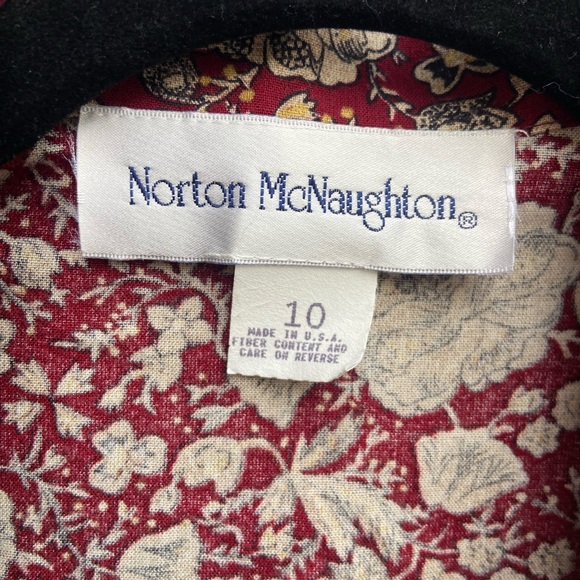 Norton McNaughton®
10
MADE IN U.S.A.
FIBER CONTENT AND
CARE ON REVERSE